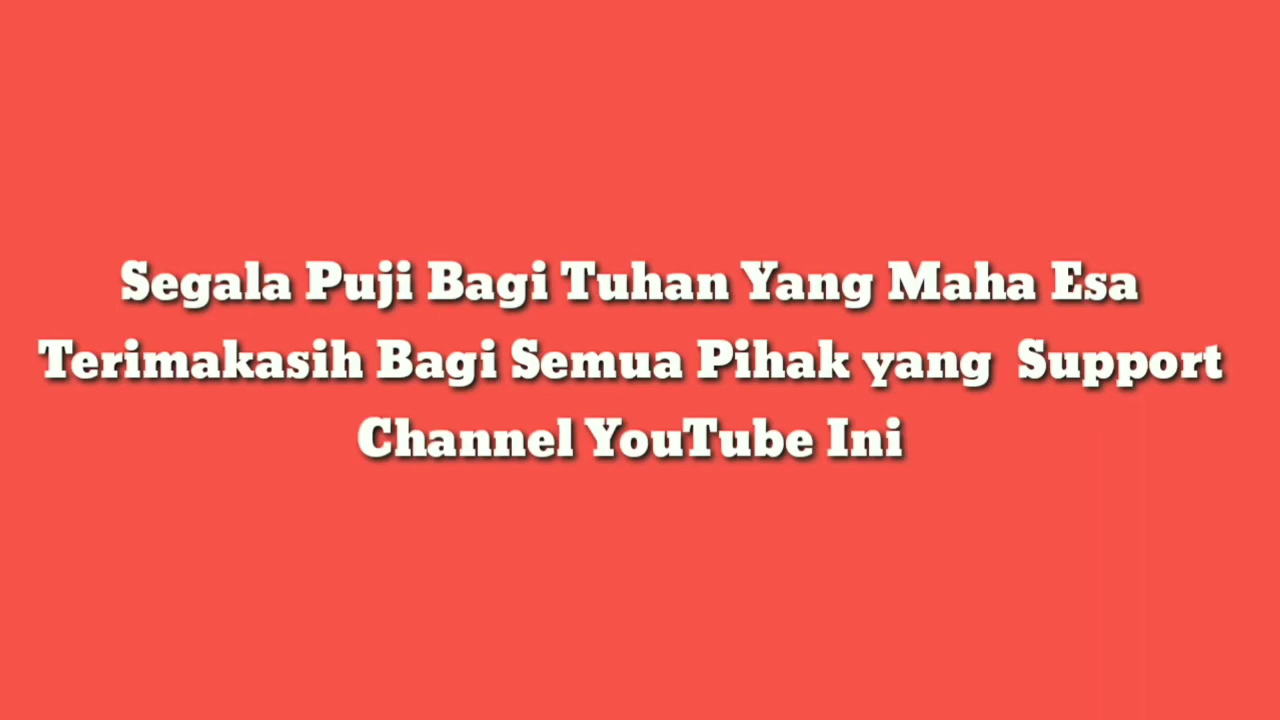 Segala Puji Bagi Tuhan Yang Maha Esa
Terimakasih Bagi Semua Pihak yang  Support
Channel YouTube Ini